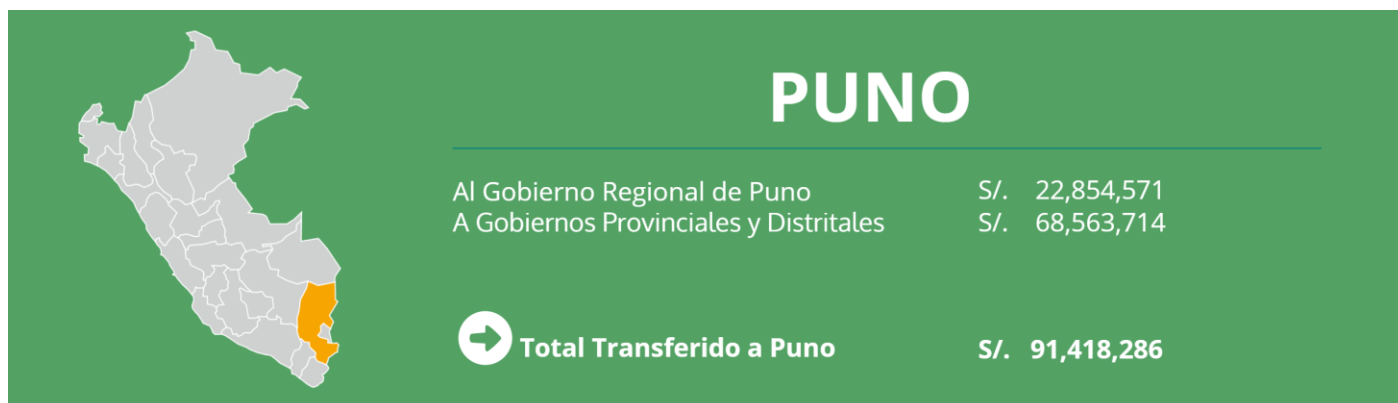 PUNO
Al Gobierno Regional de Puno S/. 22,854,571
A Gobiernos Provinciales y Distritales S/. 68,563,714
Total Transferido a Puno S/. 91,418,286